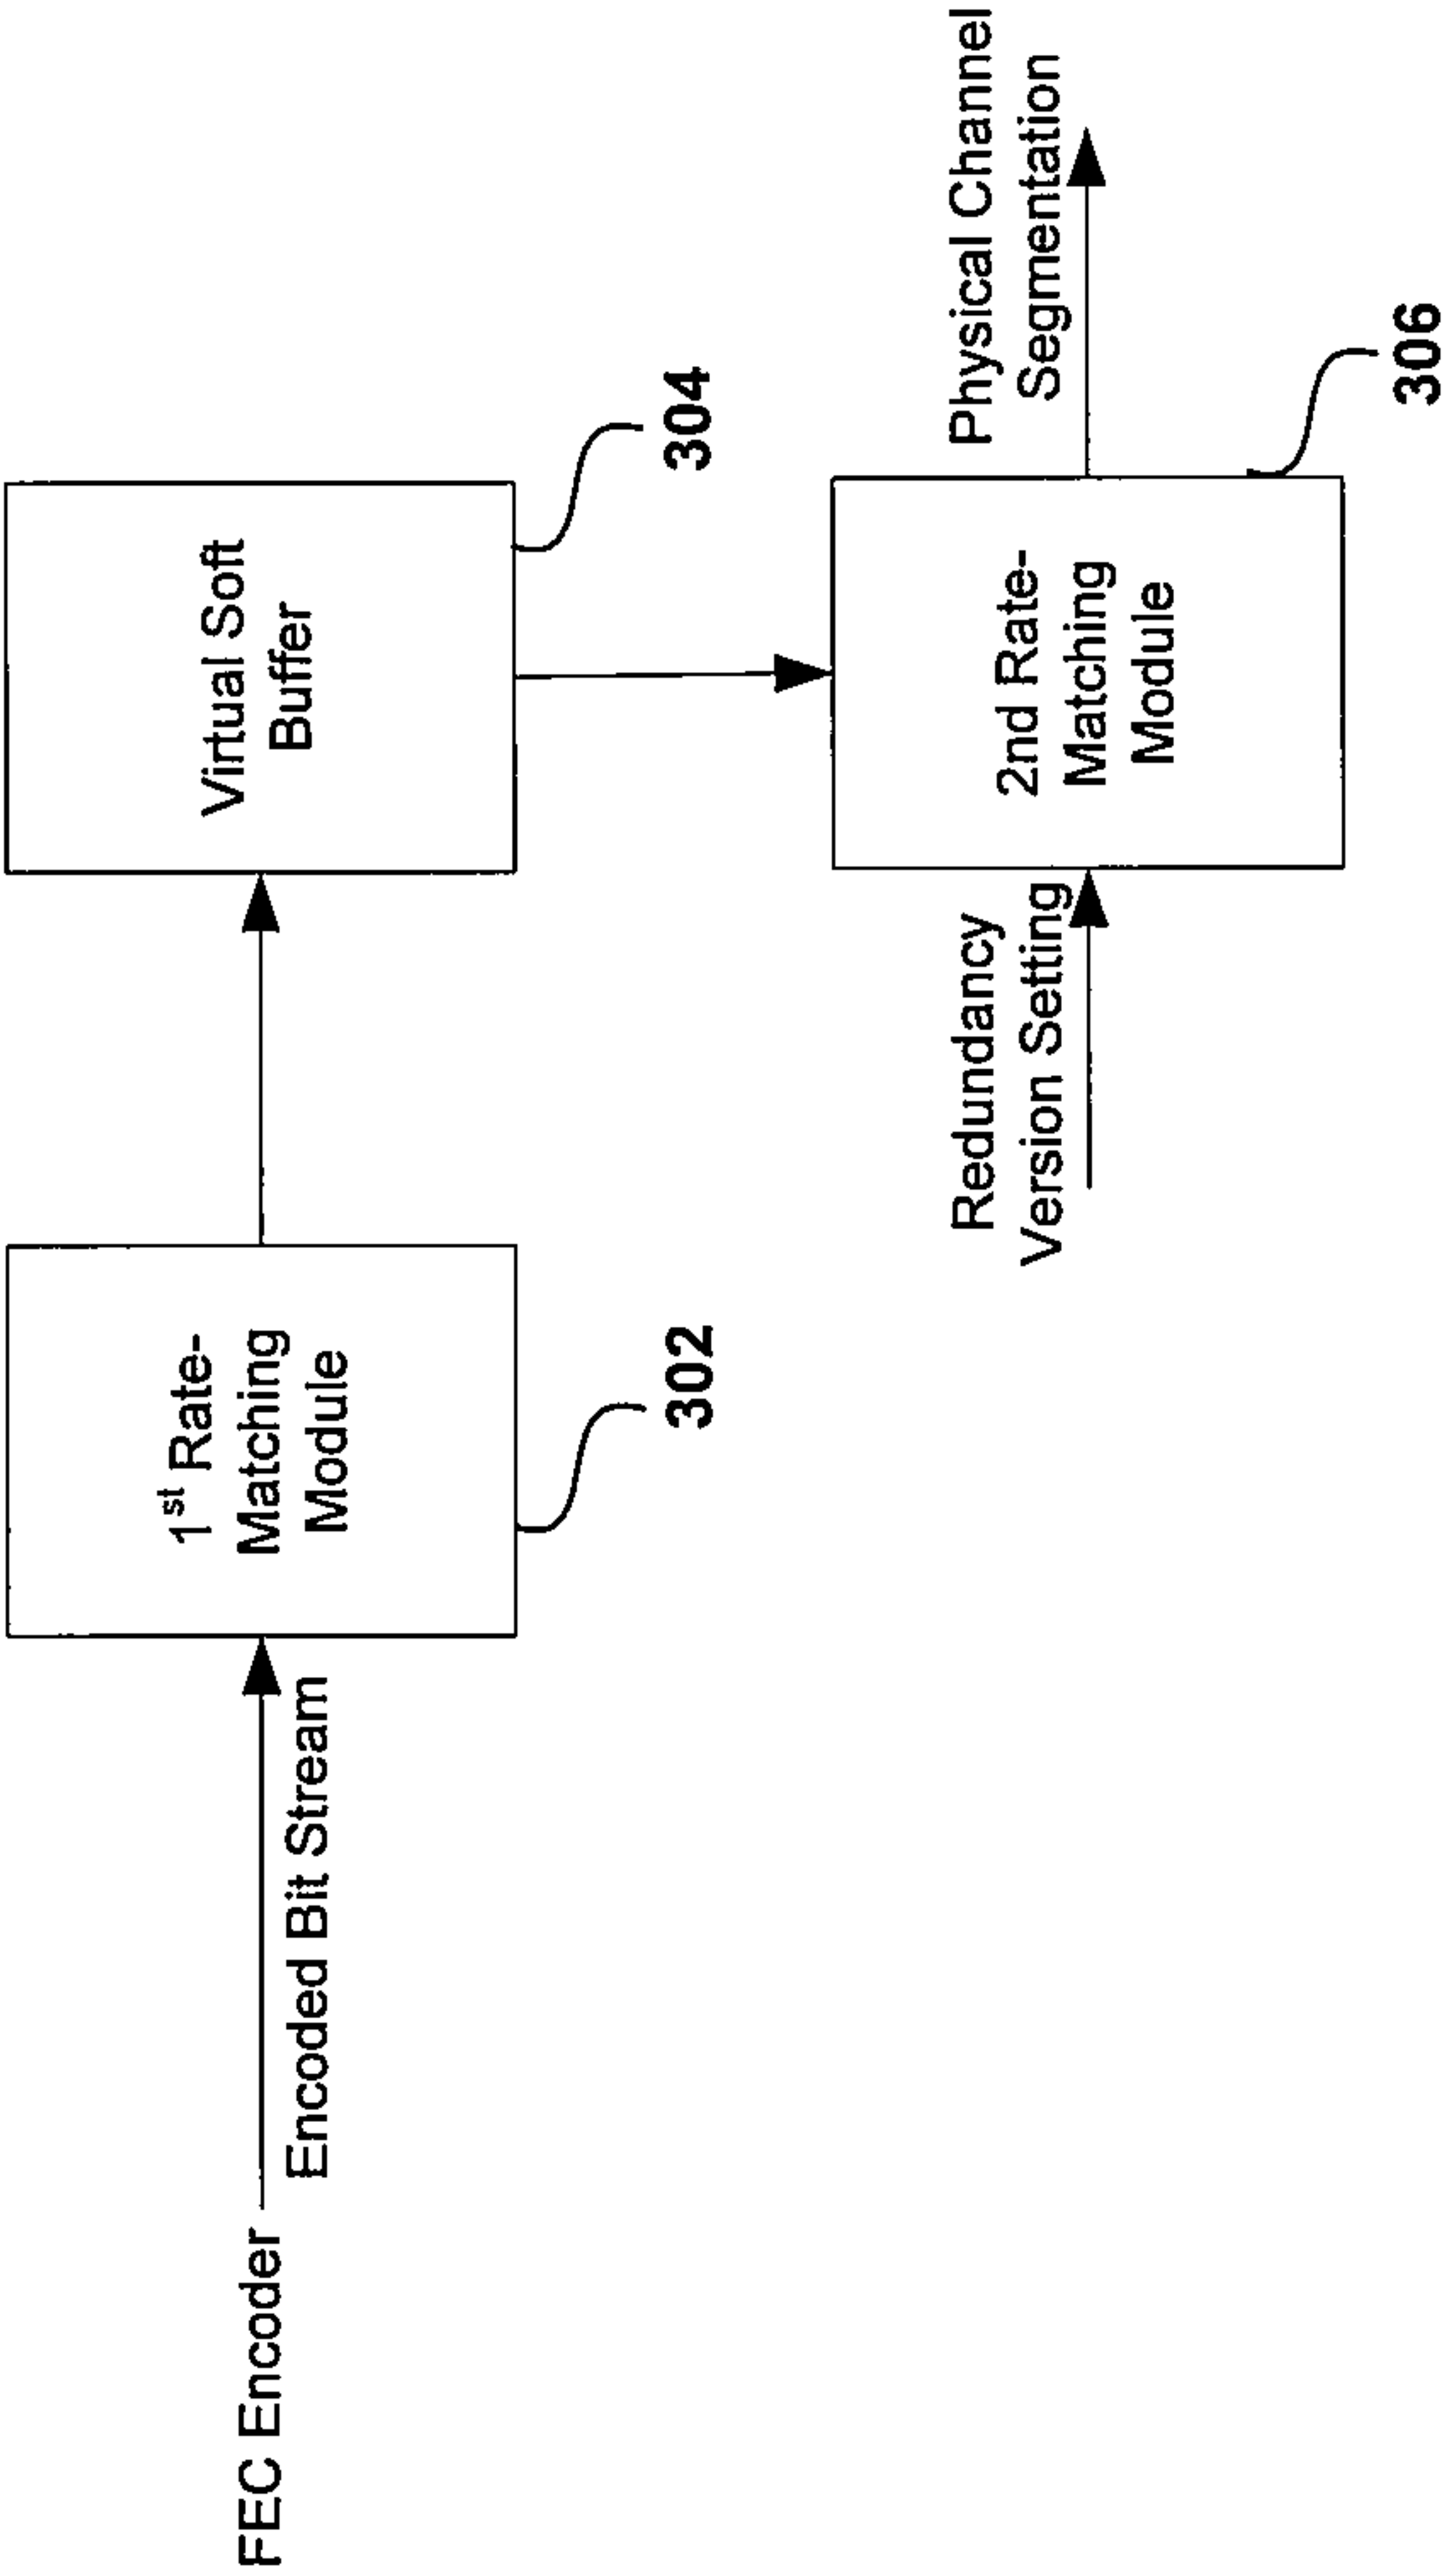 FEC Encoder
Encoded Bit Stream
1st Rate-
Matching
Module
302
Virtual Soft
Buffer
304
Redundancy
Version Setting
2nd Rate-
Matching
Module
306
Physical Channel
Segmentation